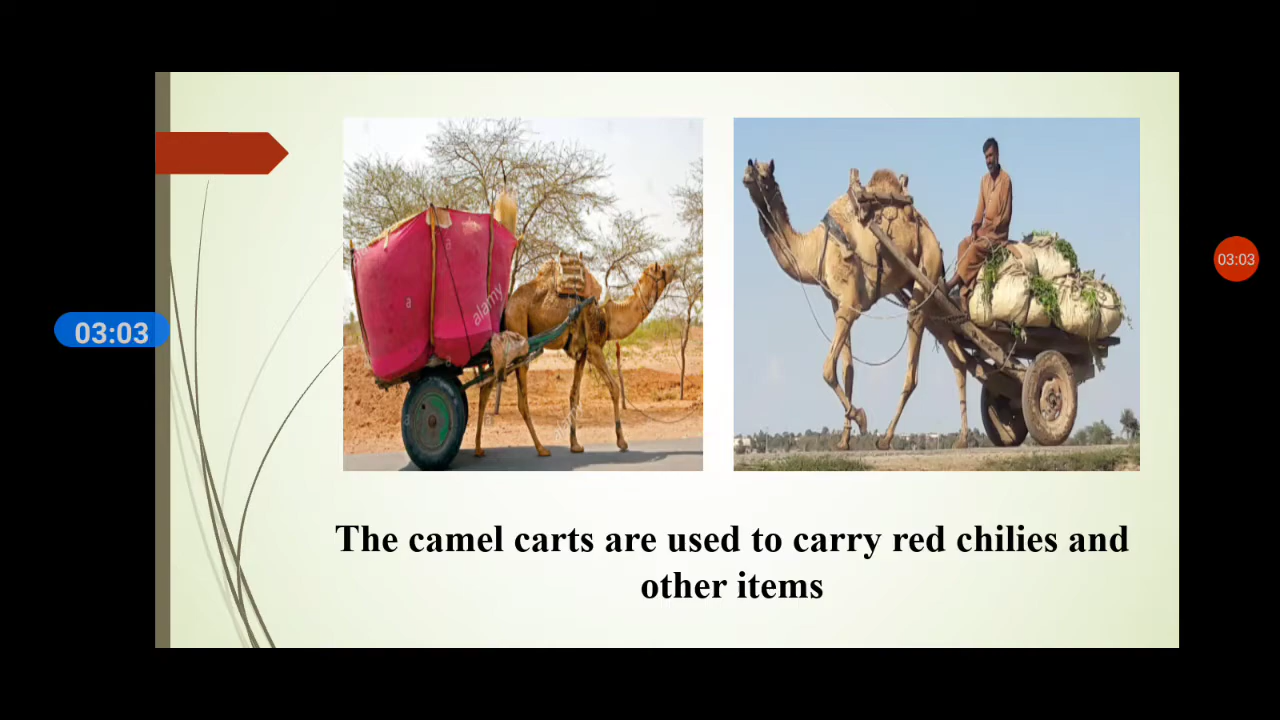 03:03
03:03
alamy
a
a
a
The camel carts are used to carry red chilies and
other items